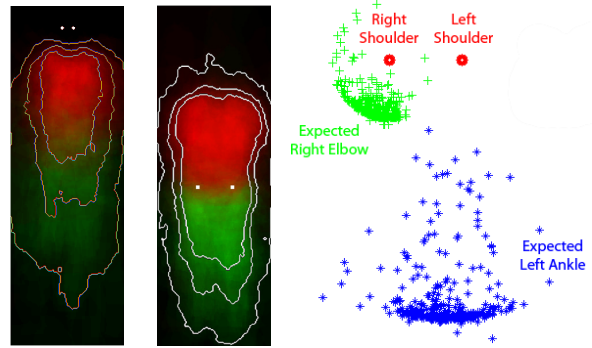 Right
Shoulder
Left
Shoulder
Expected
Right Elbow
Expected
Left Ankle